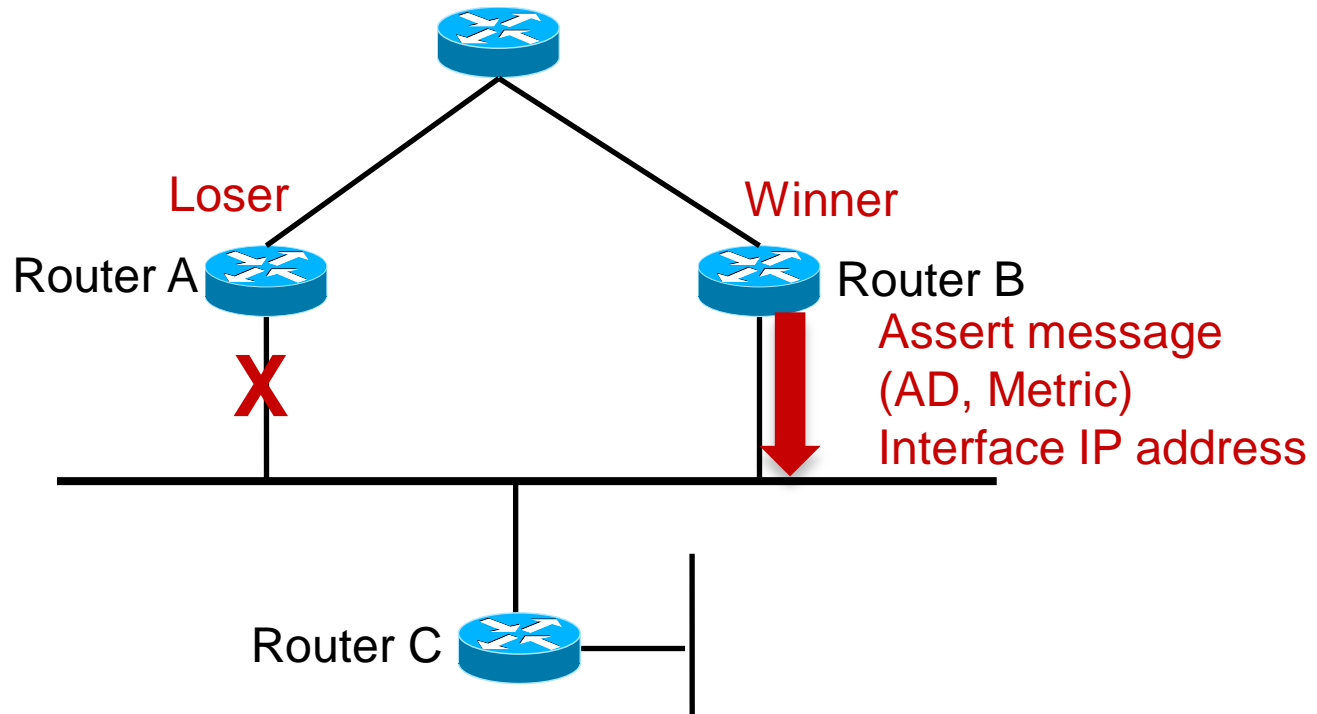 Loser
Winner
Router A
Router B
X
Assert message
(AD, Metric)
Interface IP address
Router C